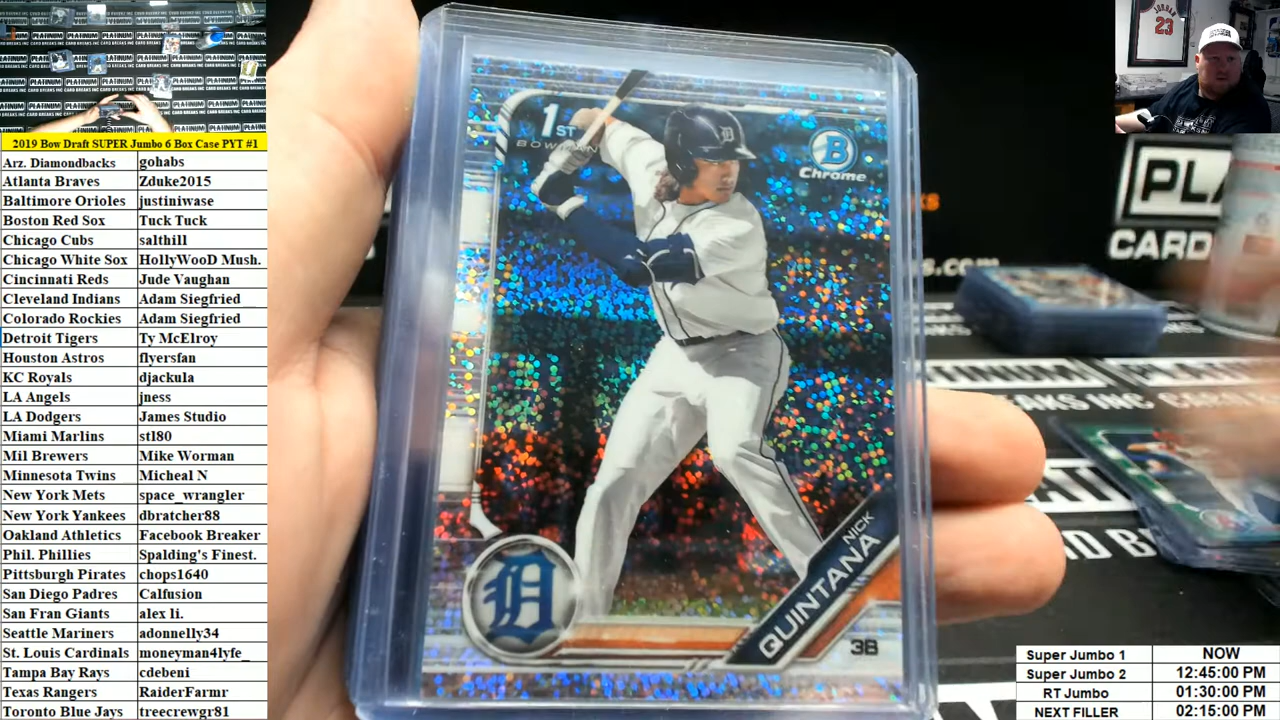 2019 Bow Draft SUPER Jumbo 6 Box Case PYT #1
Arz. Diamondbacks gohabs
Atlanta Braves Zduke2015
Baltimore Orioles justiniwase
Boston Red Sox Tuck Tuck
Chicago Cubs salthill
Chicago White Sox HollyWooD Mush.
Cincinnati Reds Jude Vaughan
Cleveland Indians Adam Siegfried
Colorado Rockies Adam Siegfried
Detroit Tigers Ty McElroy
Houston Astros flyersfan
KC Royals djackula
LA Angels jness
LA Dodgers James Studio
Miami Marlins stl80
Mil Brewers Mike Worman
Minnesota Twins Micheal N
New York Mets space_wrangler
New York Yankees dbratcher88
Oakland Athletics Facebook Breaker
Phil. Phillies Spalding's Finest.
Pittsburgh Pirates chops1640
San Diego Padres Calfusion
San Fran Giants alex li.
Seattle Mariners adonnelly34
St. Louis Cardinals moneyman4lyfe_
Tampa Bay Rays cdebeni
Texas Rangers RaiderFarmr
Toronto Blue Jays treecrewgr81
1ST
BOWMAN
B
Chrome
D
D
NICK
QUINTANA
3B
JORDAN
23
PLA
CARD
s.com
PLATINUM
Super Jumbo 1 NOW
Super Jumbo 2 12:45:00 PM
RT Jumbo 01:30:00 PM
NEXT FILLER 02:15:00 PM